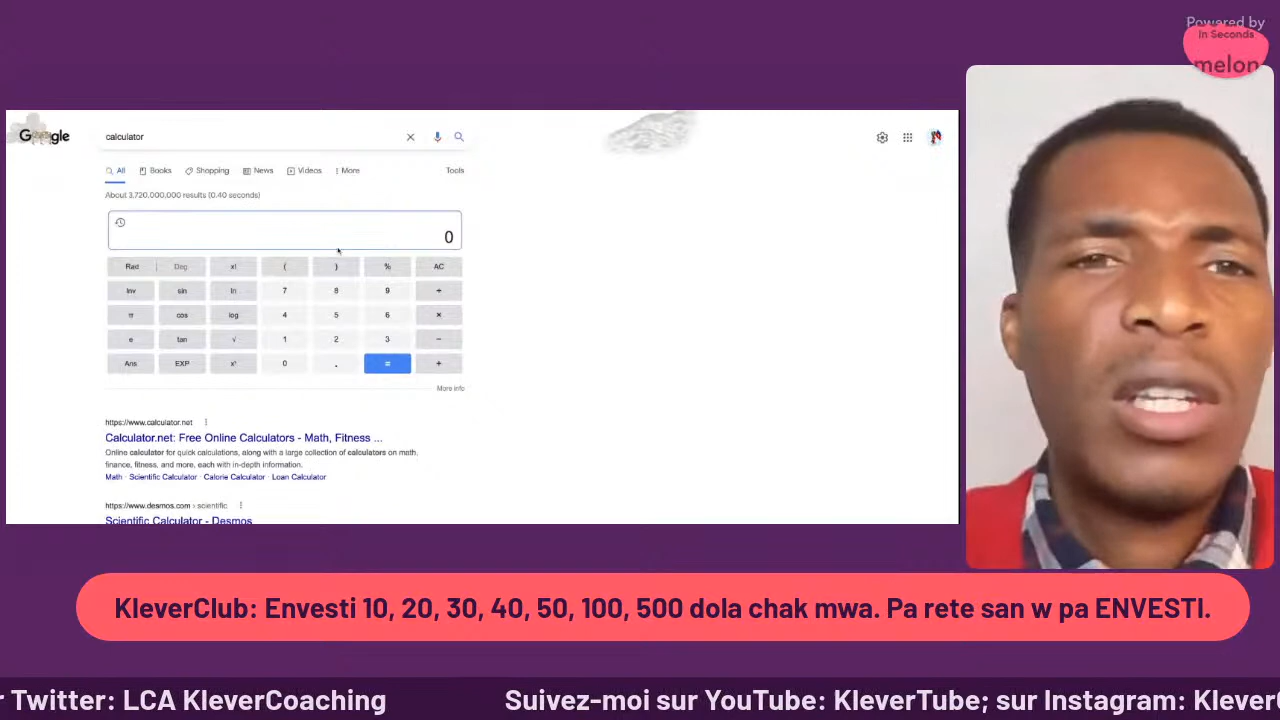 Powered by
In Seconds
melon
Google
calculator
All Books Shopping News Videos More Tools
About 3,720,000,000 results (0.40 seconds)
0
Rad Deg x! ( ) % AC
Inv sin ln 7 8 9 ÷
π cos log 4 5 6 ×
e tan √ 1 2 3 −
Ans EXP xʸ 0 . = +
More info
https://www.calculator.net
Calculator.net: Free Online Calculators - Math, Fitness ...
Online calculator for quick calculations, along with a large collection of calculators on math,
finance, fitness, and more, each with in-depth information.
Math · Scientific Calculator · Calorie Calculator · Loan Calculator
https://www.desmos.com › scientific
Scientific Calculator - Desmos
KleverClub: Envesti 10, 20, 30, 40, 50, 100, 500 dola chak mwa. Pa rete san w pa ENVESTI.
r Twitter: LCA KleverCoaching Suivez-moi sur YouTube: KleverTube; sur Instagram: Klever